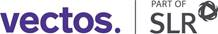 vectos.
PART OF
SLR